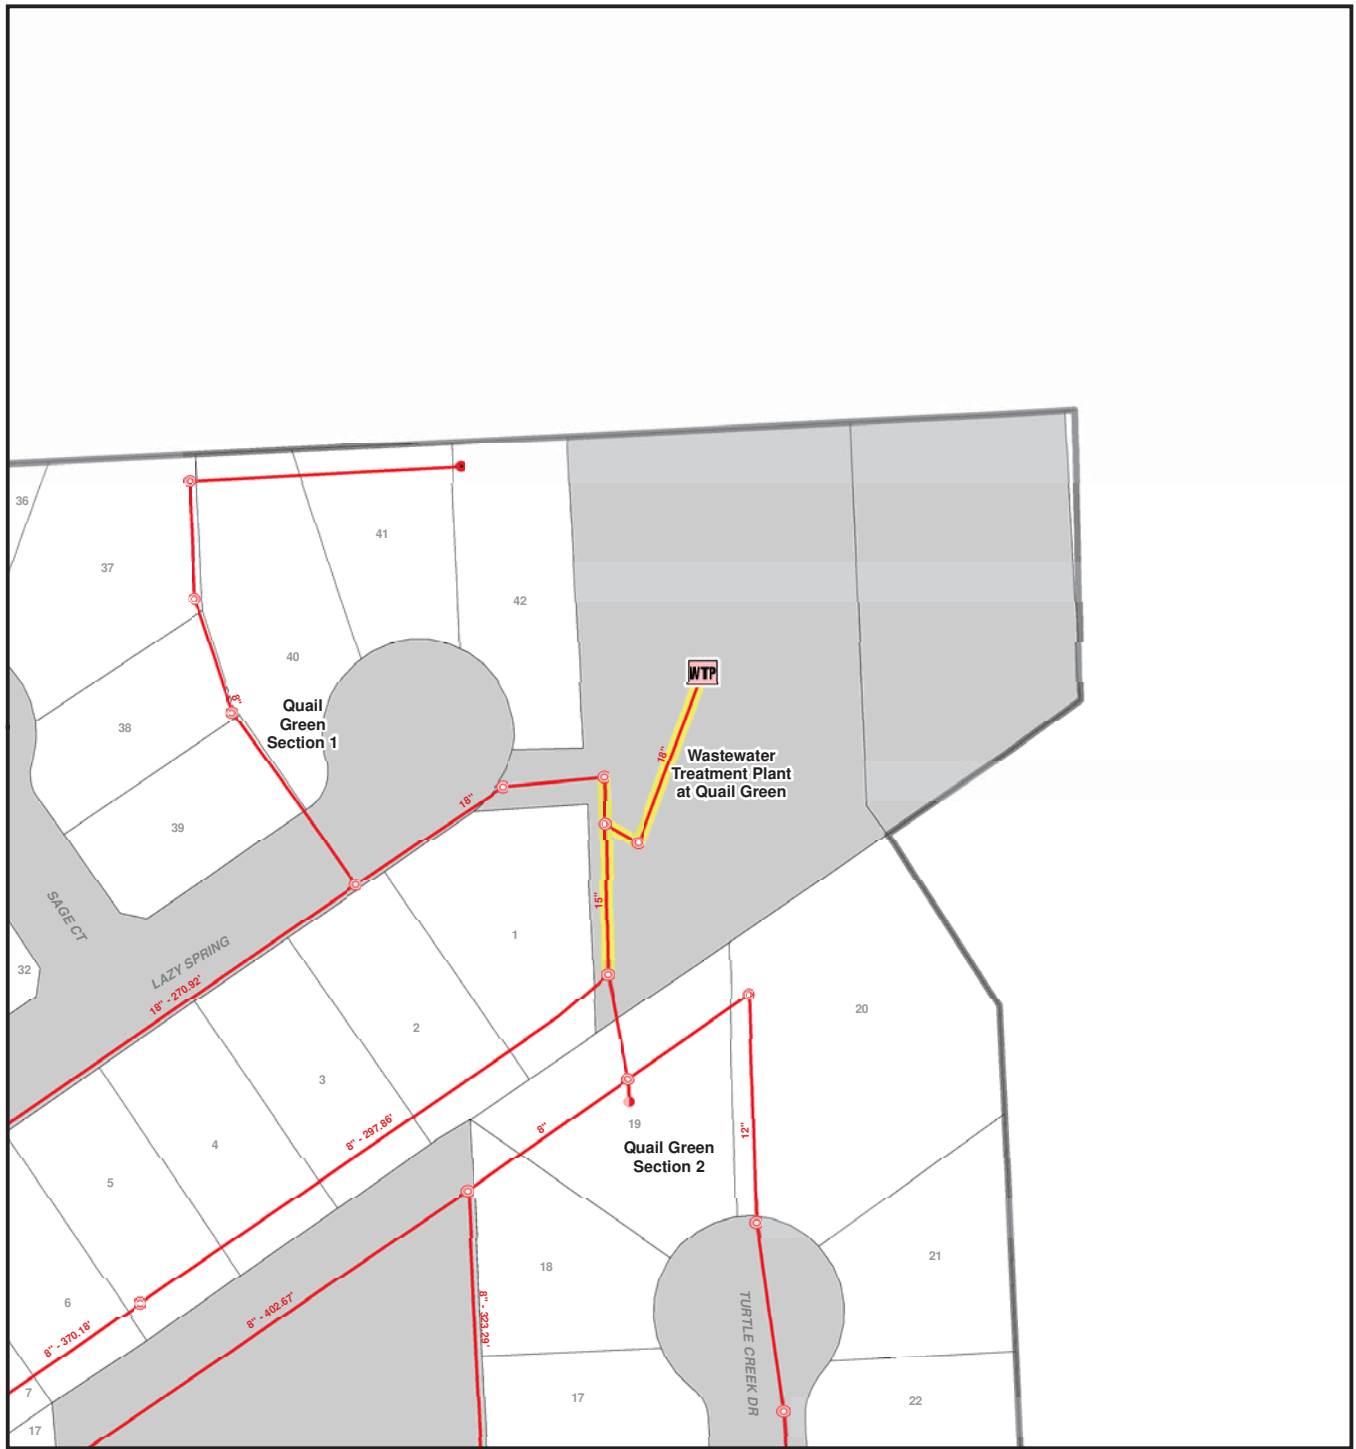 36
41
37
42
40
WTP
8"
Quail
Green
Section 1
38
18"
Wastewater
Treatment Plant
at Quail Green
18"
39
15"
SAGE CT
1
LAZY SPRING
32
18" - 270.92'
20
2
3
19
8"
12"
8" - 297.86'
4
Quail Green
Section 2
5
21
18
6
8" - 402.67'
8" - 323.29'
TURTLE CREEK DR
8" - 370.18'
7
17
22
17